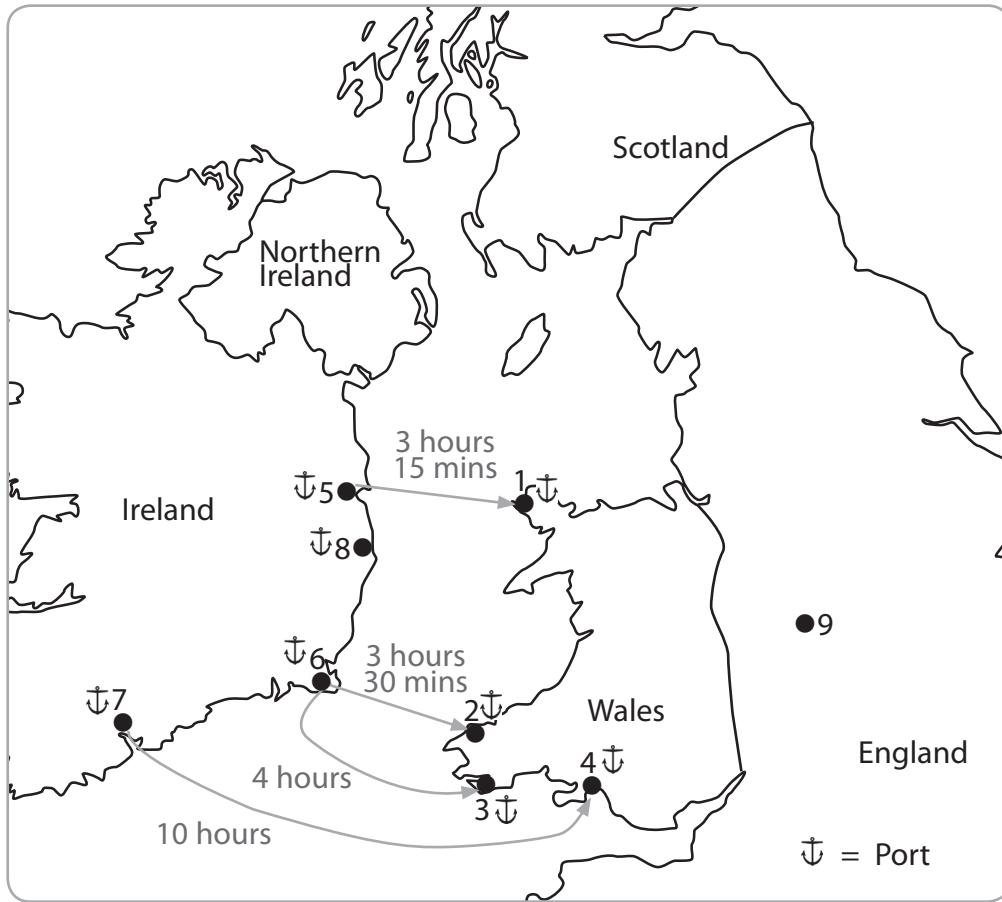 Scotland
Northern
Ireland
3 hours
15 mins
1
5
Ireland
8
9
6
3 hours
30 mins
7
2
Wales
England
4 hours
4
3
10 hours
= Port